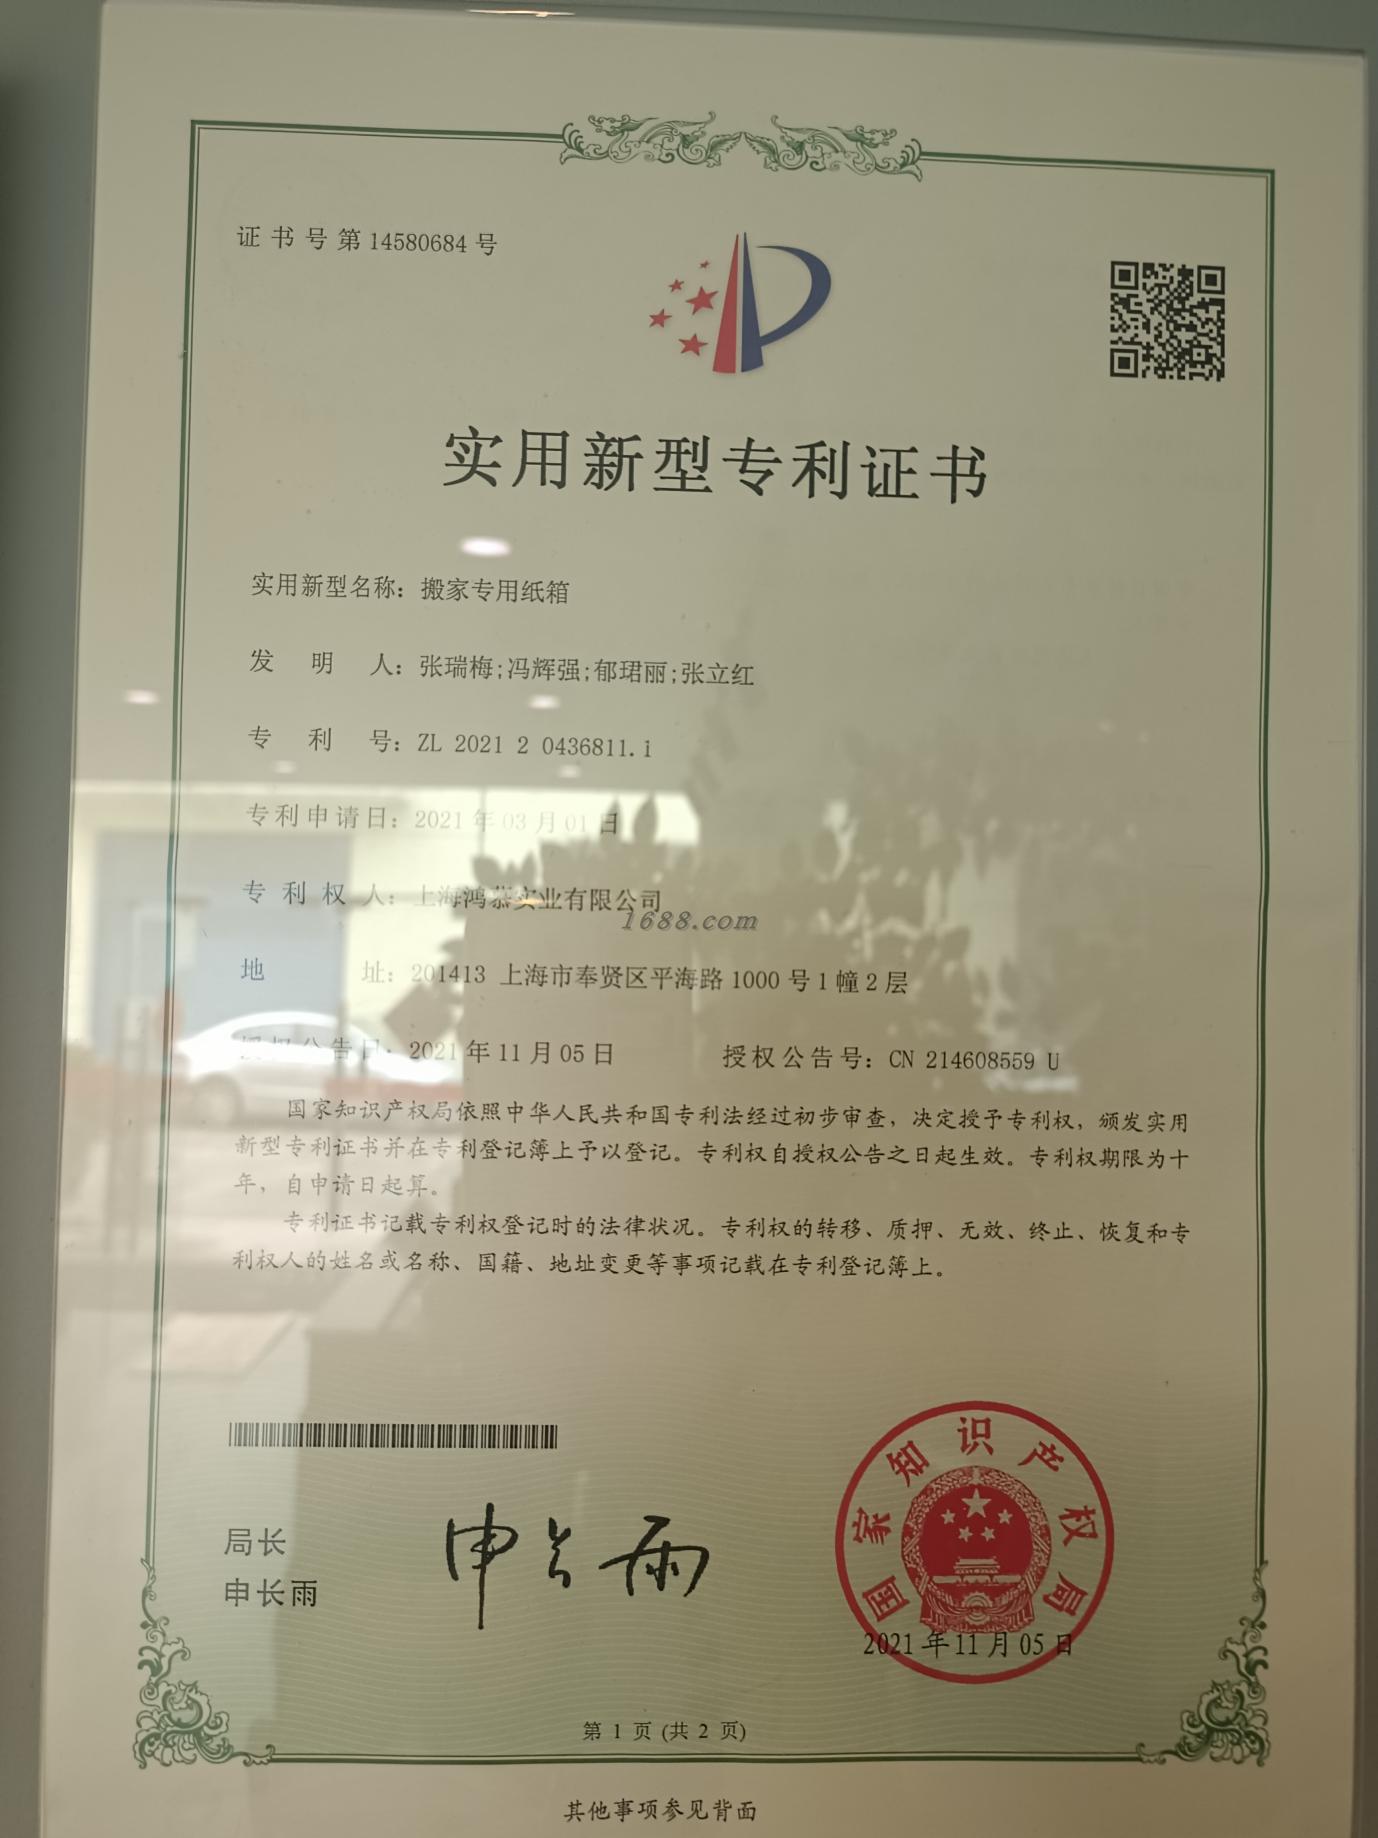 证书号第14580684号
实用新型专利证书
实用新型名称：搬家专用纸箱
发明人：张瑞梅;冯辉强;郁珺丽;张立红
专利号：ZL 2021 2 0436811.i
专利申请日：2021年03月01日
专利权人：上海鸿慕实业有限公司
1688.com
地址：201413 上海市奉贤区平海路1000号1幢2层
授权公告日：2021年11月05日 授权公告号：CN 214608559 U
国家知识产权局依照中华人民共和国专利法经过初步审查，决定授予专利权，颁发实用
新型专利证书并在专利登记簿上予以登记。专利权自授权公告之日起生效。专利权期限为十
年，自申请日起算。
专利证书记载专利权登记时的法律状况。专利权的转移、质押、无效、终止、恢复和专
利权人的姓名或名称、国籍、地址变更等事项记载在专利登记簿上。
局长
申长雨
申长雨
国家知识产权局
2021年11月05日
第 1 页 (共 2 页)
其他事项参见背面